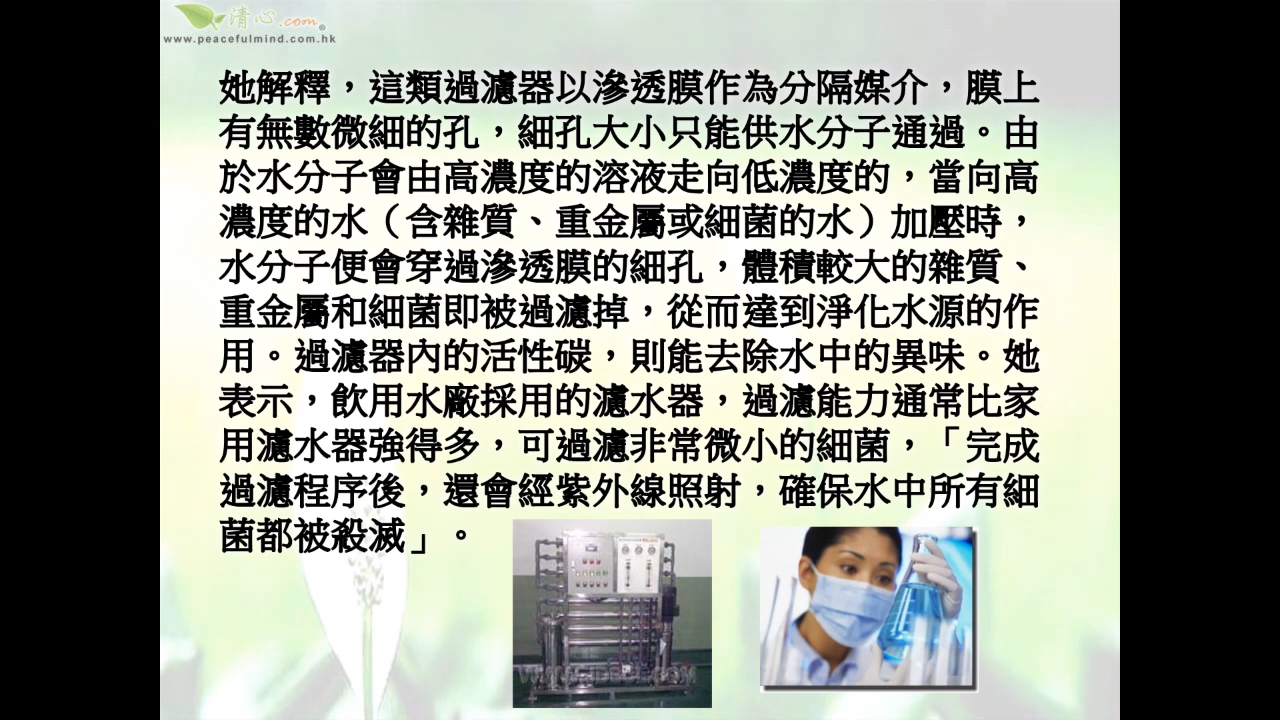 清心.com®
www.peacefulmind.com.hk
她解釋，這類過濾器以滲透膜作為分隔媒介，膜上
有無數微細的孔，細孔大小只能供水分子通過。由
於水分子會由高濃度的溶液走向低濃度的，當向高
濃度的水（含雜質、重金屬或細菌的水）加壓時，
水分子便會穿過滲透膜的細孔，體積較大的雜質、
重金屬和細菌即被過濾掉，從而達到淨化水源的作
用。過濾器內的活性碳，則能去除水中的異味。她
表示，飲用水廠採用的濾水器，過濾能力通常比家
用濾水器強得多，可過濾非常微小的細菌，「完成
過濾程序後，還會經紫外線照射，確保水中所有細
菌都被殺滅」。